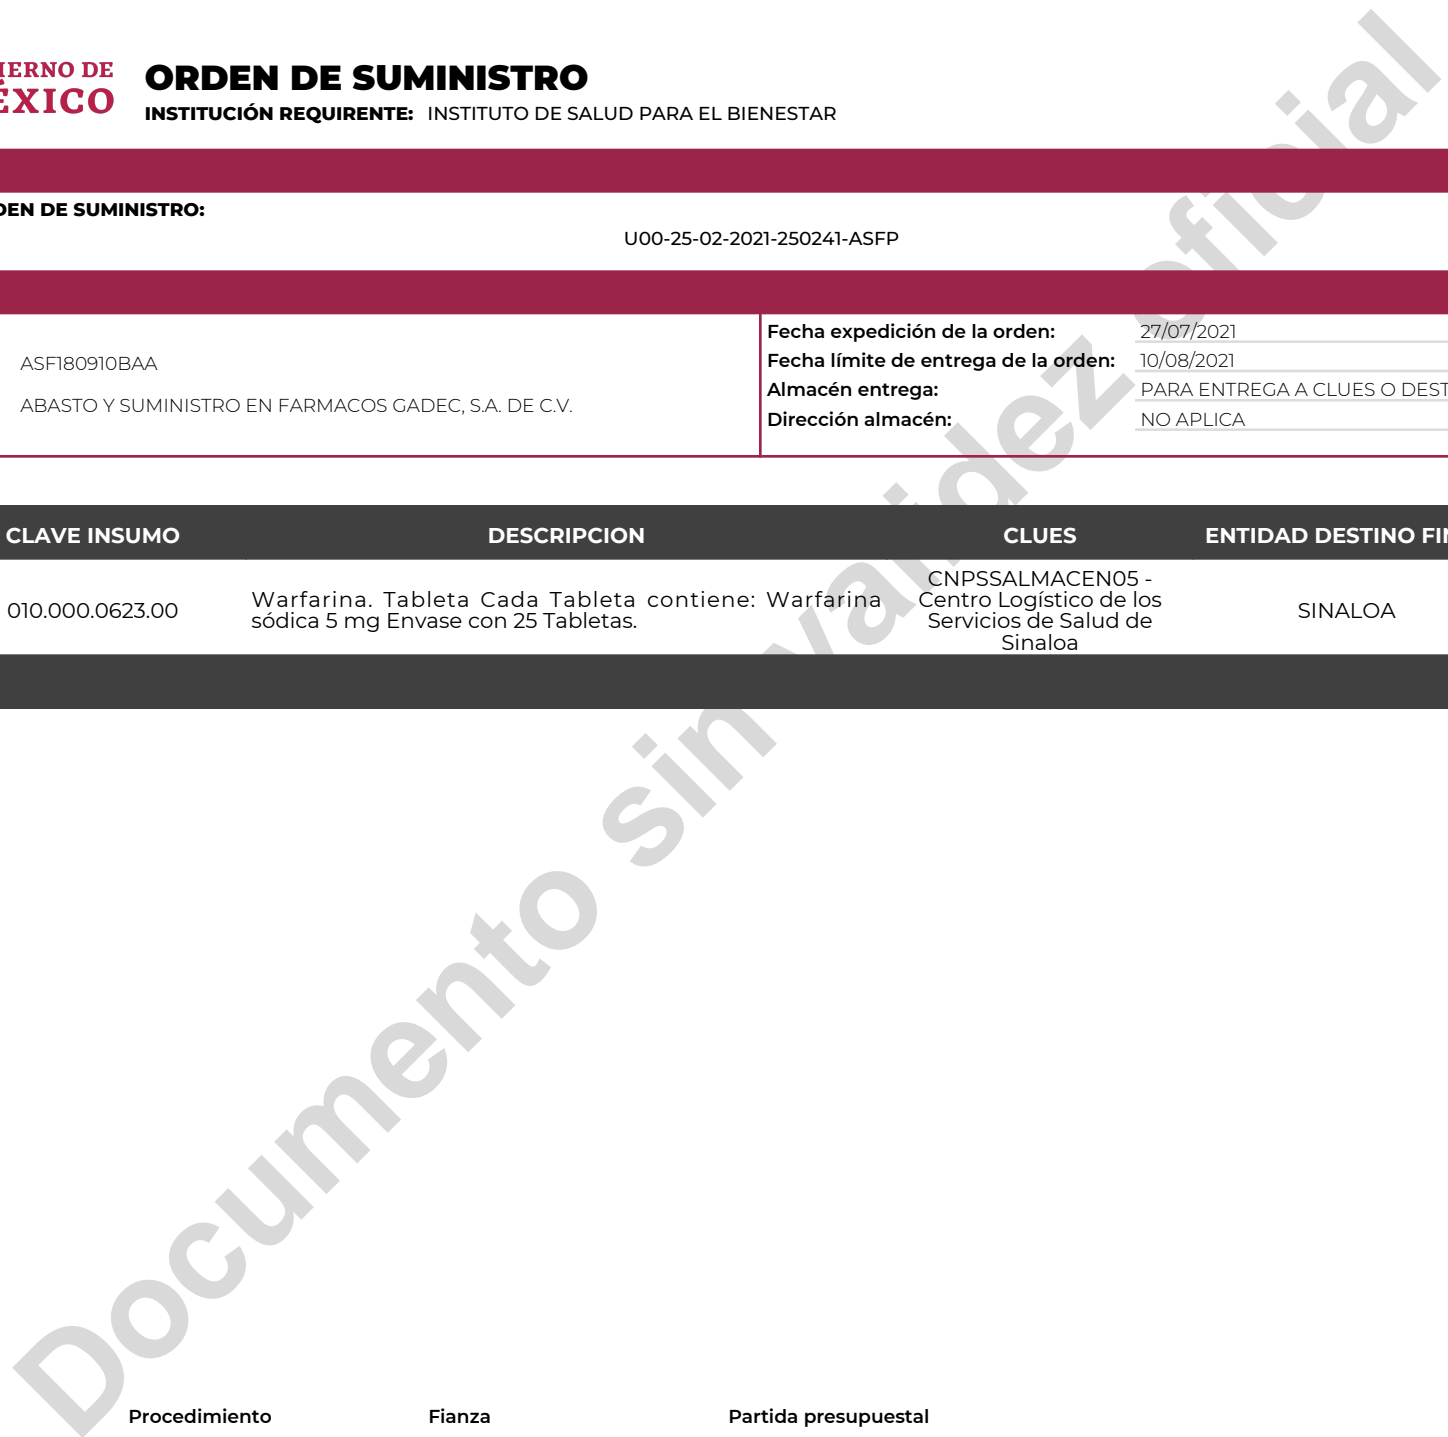 IERNO DE
ÉXICO
ORDEN DE SUMINISTRO
INSTITUCIÓN REQUIRENTE: INSTITUTO DE SALUD PARA EL BIENESTAR
DEN DE SUMINISTRO:
U00-25-02-2021-250241-ASFP
ASF180910BAA
ABASTO Y SUMINISTRO EN FARMACOS GADEC, S.A. DE C.V.
Fecha expedición de la orden: 27/07/2021
Fecha límite de entrega de la orden: 10/08/2021
Almacén entrega: PARA ENTREGA A CLUES O DEST
Dirección almacén: NO APLICA
CLAVE INSUMO DESCRIPCION CLUES ENTIDAD DESTINO FIN
010.000.0623.00
Warfarina. Tableta Cada Tableta contiene: Warfarina
sódica 5 mg Envase con 25 Tabletas.
CNPSSALMACEN05 -
Centro Logístico de los
Servicios de Salud de
Sinaloa
SINALOA
Documento sin validez oficial
Procedimiento Fianza Partida presupuestal